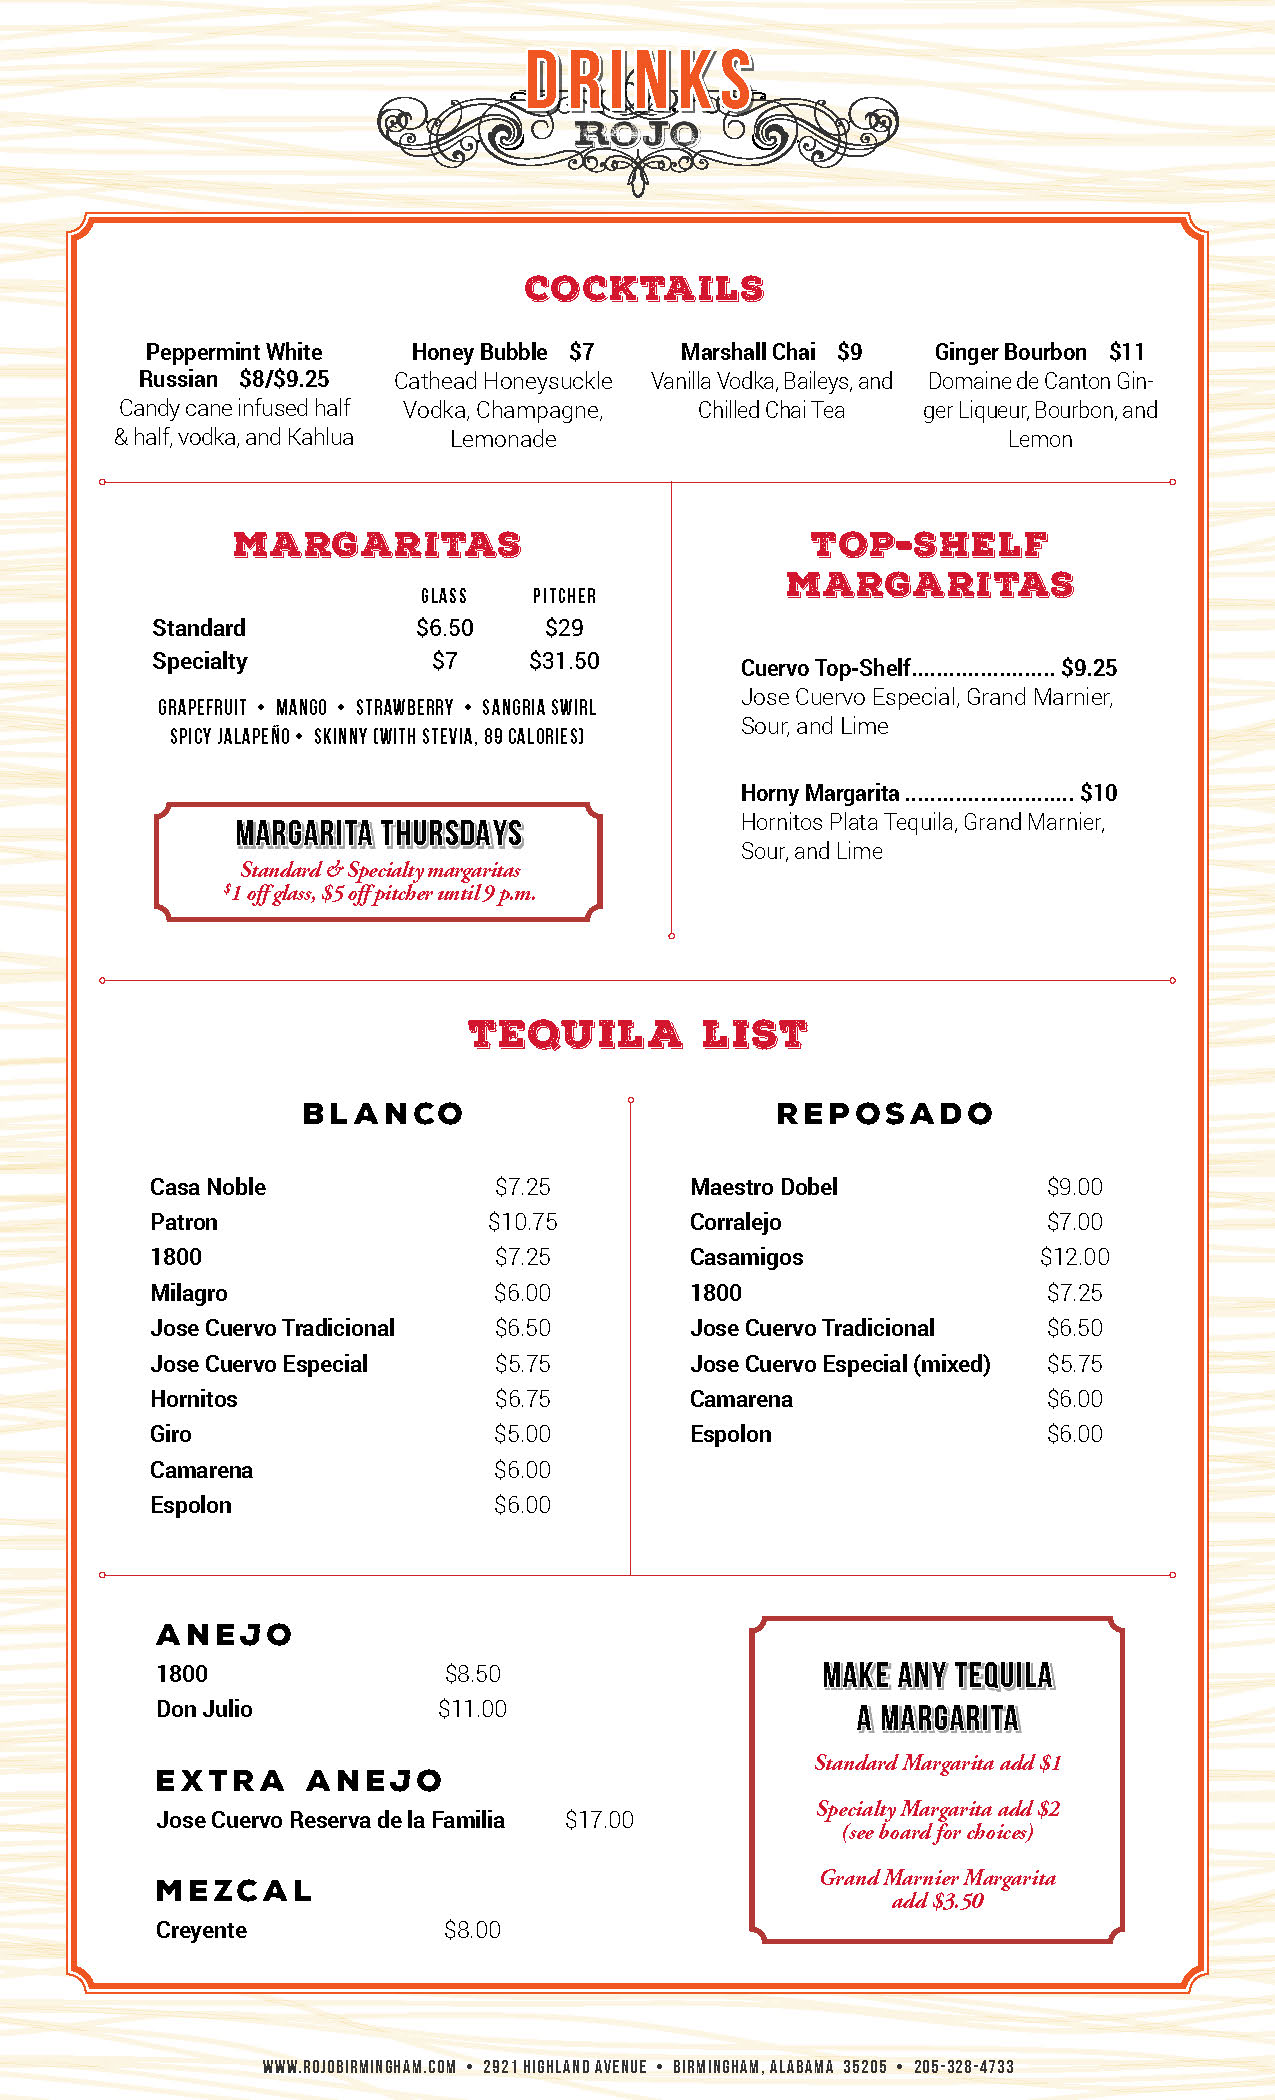 DRINKS
ROJO
COCKTAILS
Peppermint White
Russian $8/$9.25
Candy cane infused half
& half, vodka, and Kahlua
Honey Bubble $7
Cathead Honeysuckle
Vodka, Champagne,
Lemonade
Marshall Chai $9
Vanilla Vodka, Baileys, and
Chilled Chai Tea
Ginger Bourbon $11
Domaine de Canton Gin-
ger Liqueur, Bourbon, and
Lemon
MARGARITAS
GLASS PITCHER
Standard $6.50 $29
Specialty $7 $31.50
GRAPEFRUIT • MANGO • STRAWBERRY • SANGRIA SWIRL
SPICY JALAPEÑO • SKINNY (WITH STEVIA, 89 CALORIES)
MARGARITA THURSDAYS
Standard & Specialty margaritas
$1 off glass, $5 off pitcher until 9 p.m.
TOP-SHELF
MARGARITAS
Cuervo Top-Shelf....................... $9.25
Jose Cuervo Especial, Grand Marnier,
Sour, and Lime
Horny Margarita ........................... $10
Hornitos Plata Tequila, Grand Marnier,
Sour, and Lime
TEQUILA LIST
BLANCO
Casa Noble $7.25
Patron $10.75
1800 $7.25
Milagro $6.00
Jose Cuervo Tradicional $6.50
Jose Cuervo Especial $5.75
Hornitos $6.75
Giro $5.00
Camarena $6.00
Espolon $6.00
REPOSADO
Maestro Dobel $9.00
Corralejo $7.00
Casamigos $12.00
1800 $7.25
Jose Cuervo Tradicional $6.50
Jose Cuervo Especial (mixed) $5.75
Camarena $6.00
Espolon $6.00
ANEJO
1800 $8.50
Don Julio $11.00
EXTRA ANEJO
Jose Cuervo Reserva de la Familia $17.00
MEZCAL
Creyente $8.00
MAKE ANY TEQUILA
A MARGARITA
Standard Margarita add $1
Specialty Margarita add $2
(see board for choices)
Grand Marnier Margarita
add $3.50
WWW.ROJOBIRMINGHAM.COM • 2921 HIGHLAND AVENUE • BIRMINGHAM, ALABAMA 35205 • 205-328-4733